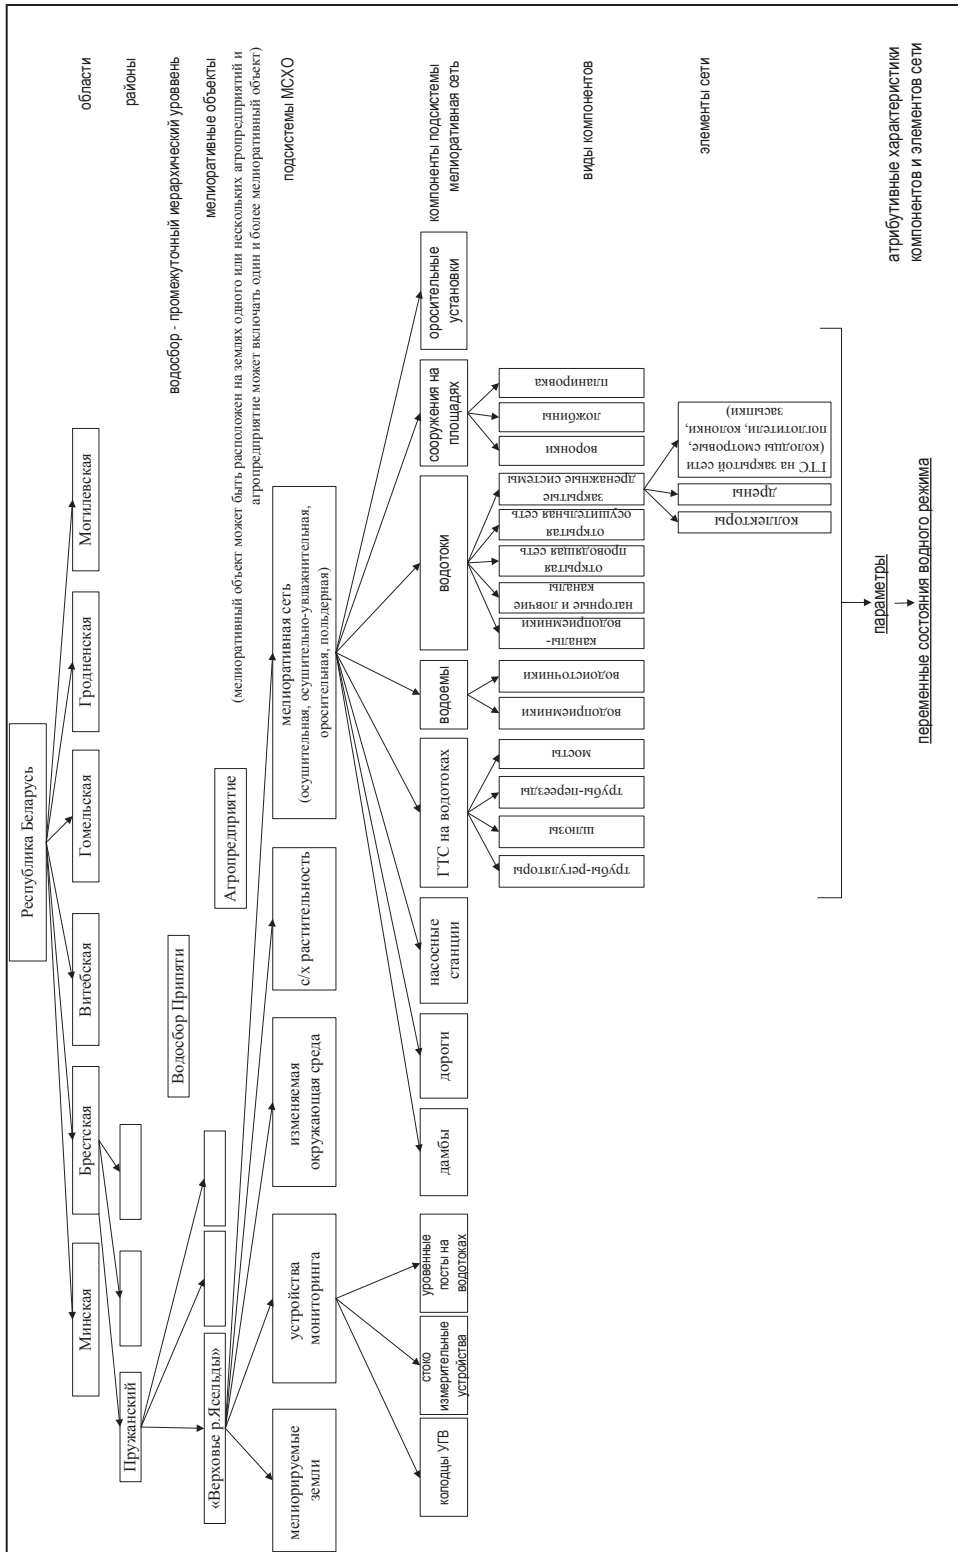 Республика Беларусь
Минская
Брестская
Витебская
Гомельская
Гродненская
Могилевская
области
Пружанский
районы
Водосбор Припяти
водосбор - промежуточный иерархический уроввень
«Верховье р.Ясельды»
Агропредприятие
мелиоративные объекты
(мелиоративный объект может быть расположен на землях одного или нескольких агропредприятий и
агропредприятие может включать один и более мелиоративный объект)
мелиорируемые
земли
устройства
мониторинга
изменяемая
окружающая среда
с/х растительность
мелиоративная сеть
(осушительная, осушительно-увлажнительная,
оросительная, польдерная)
подсистемы МСХО
колодцы УГВ
стоко
измерительные
устройства
уровенные
посты на
водотоках
дамбы
дороги
насосные
станции
ГТС на водотоках
водоемы
водотоки
сооружения на
площадях
оросительные
установки
компоненты подсистемы
мелиоративная сеть
трубы-регуляторы
шлюзы
трубы-переезды
мосты
водоприемники
водоисточники
каналы-
водоприемники
нагорные и ловчие
каналы
открытая
проводящая сеть
открытая
осушительная сеть
закрытые
дренажные системы
воронки
ложбины
планировка
виды компонентов
коллекторы
дрены
ГТС на закрытой сети
(колодцы смотровые,
поглотители, колонки,
засыпки)
элементы сети
параметры
переменные состояния водного режима
атрибутивные характеристики
компонентов и элементов сети